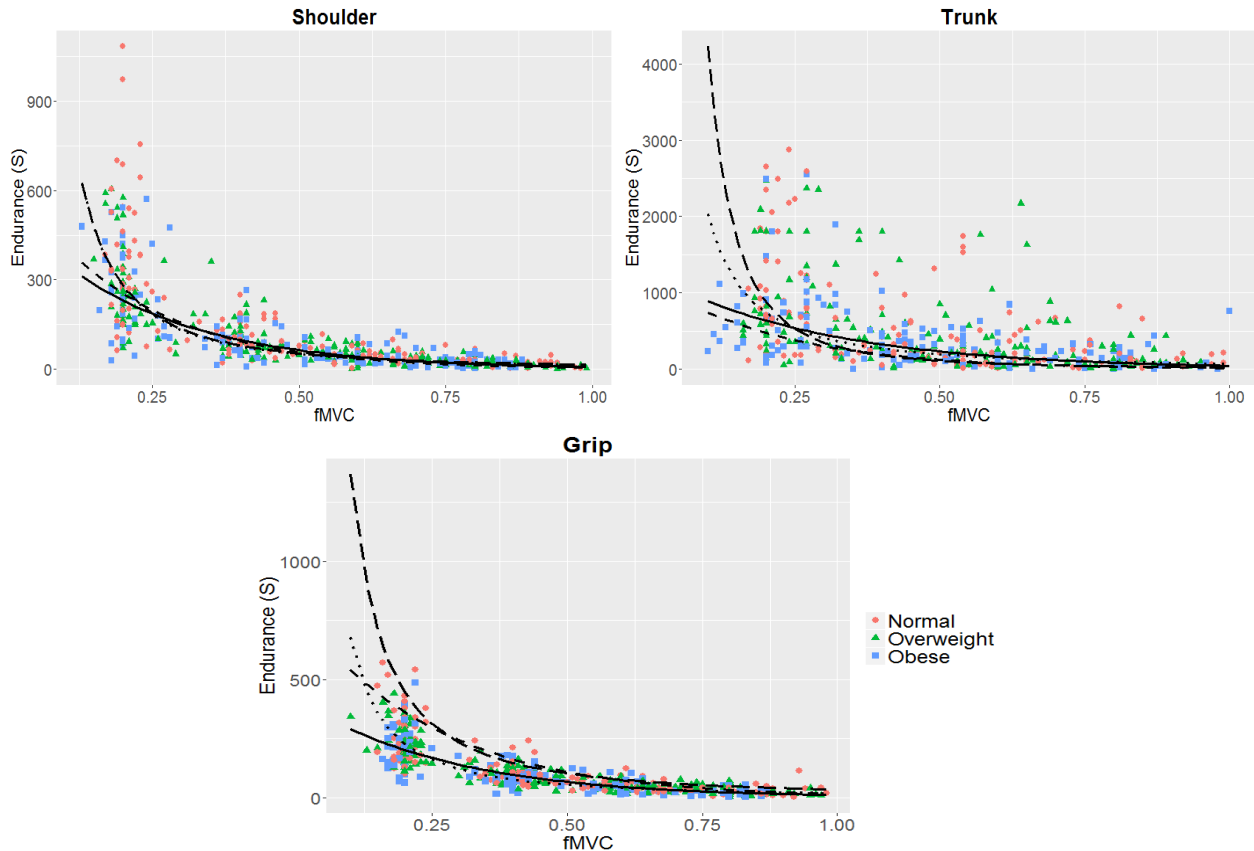 Shoulder
Endurance (S)
900
600
300
0
0.25 0.50 0.75 1.00
fMVC
Trunk
Endurance (S)
4000
3000
2000
1000
0
0.25 0.50 0.75 1.00
fMVC
Grip
Endurance (S)
1000
500
0
0.25 0.50 0.75 1.00
fMVC
Normal
Overweight
Obese